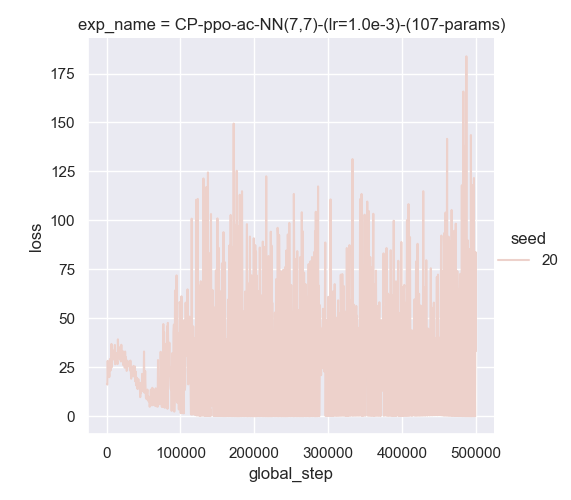 exp_name = CP-ppo-ac-NN(7,7)-(lr=1.0e-3)-(107-params)
175
150
125
100
75
50
25
0
loss
seed
20
0 100000 200000 300000 400000 500000
global_step